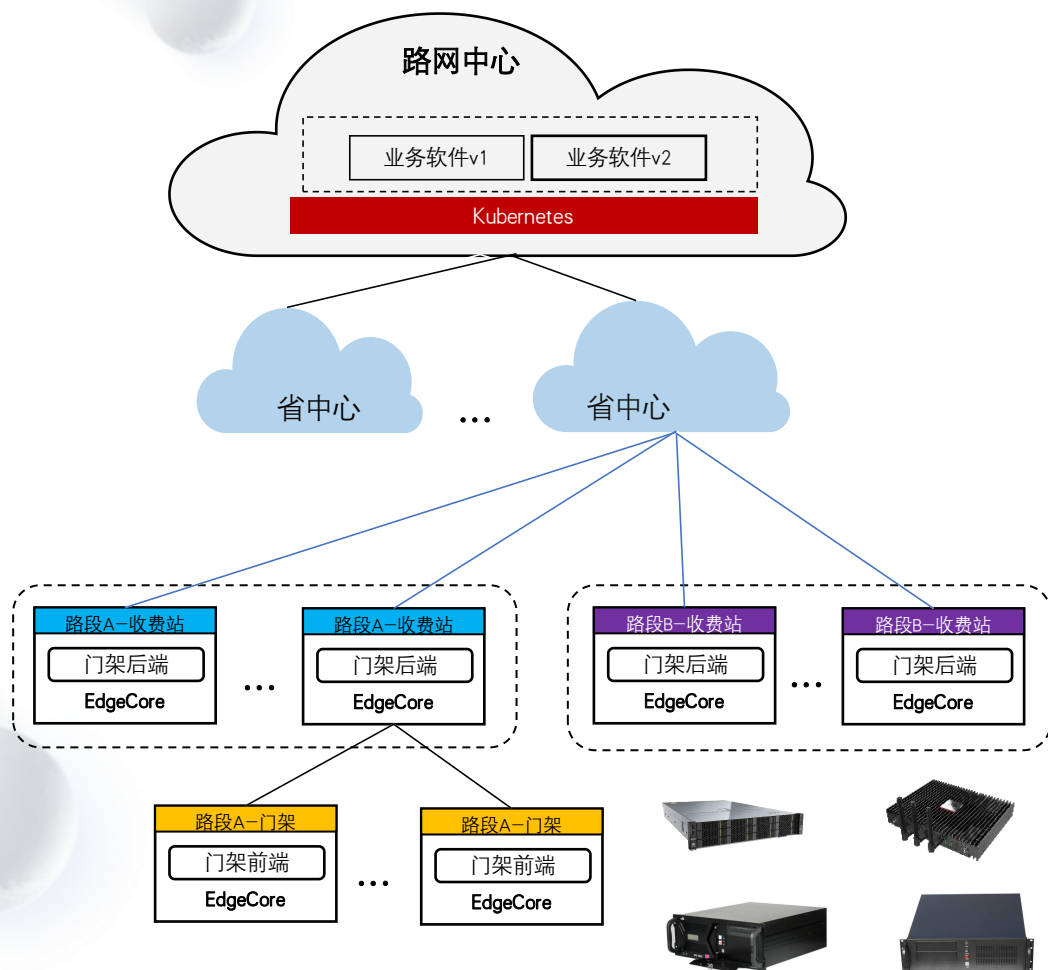 路网中心
业务软件v1
业务软件v2
Kubernetes
省中心
...
省中心
路段A-收费站
门架后端
EdgeCore
...
路段A-收费站
门架后端
EdgeCore
路段B-收费站
门架后端
EdgeCore
...
路段B-收费站
门架后端
EdgeCore
路段A-门架
门架前端
EdgeCore
...
路段A-门架
门架前端
EdgeCore